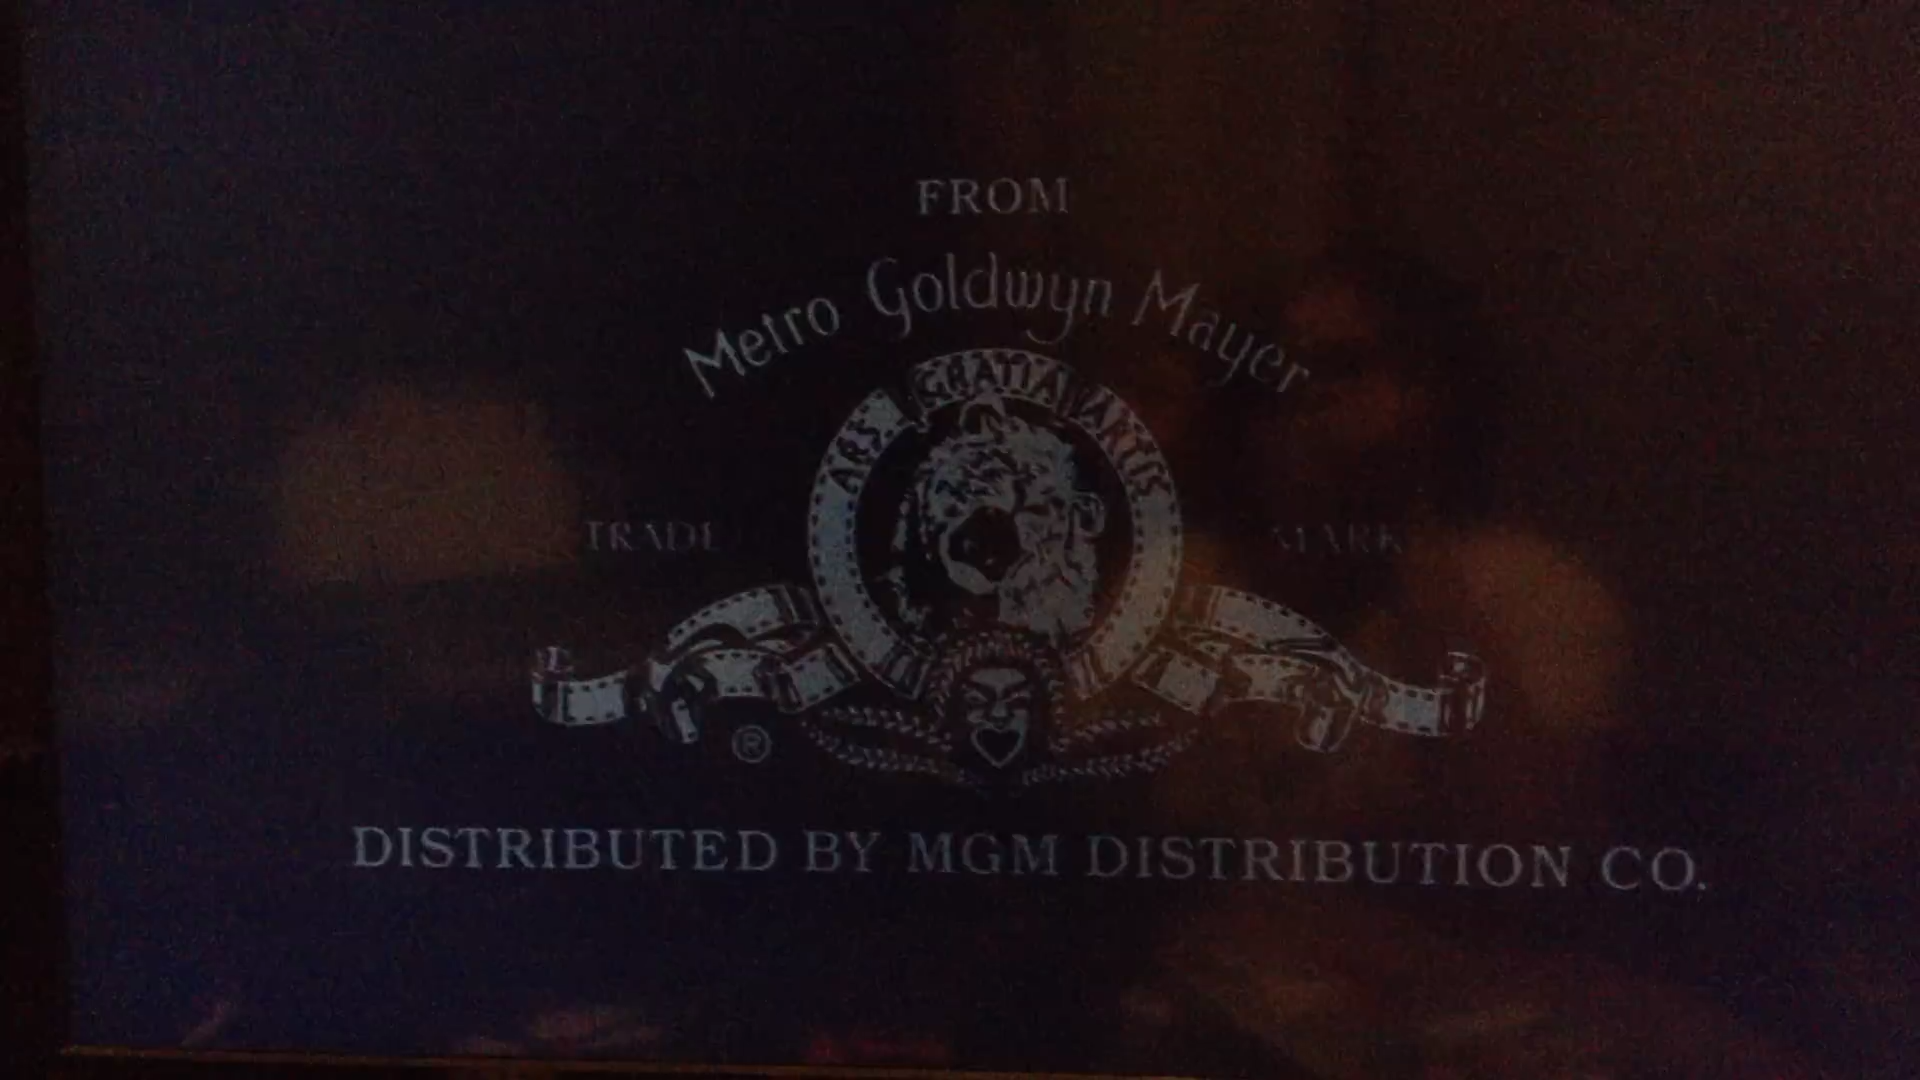 FROM
Metro Goldwyn Mayer
ARS GRATIA ARTIS
TRADE MARK
®
DISTRIBUTED BY MGM DISTRIBUTION CO.